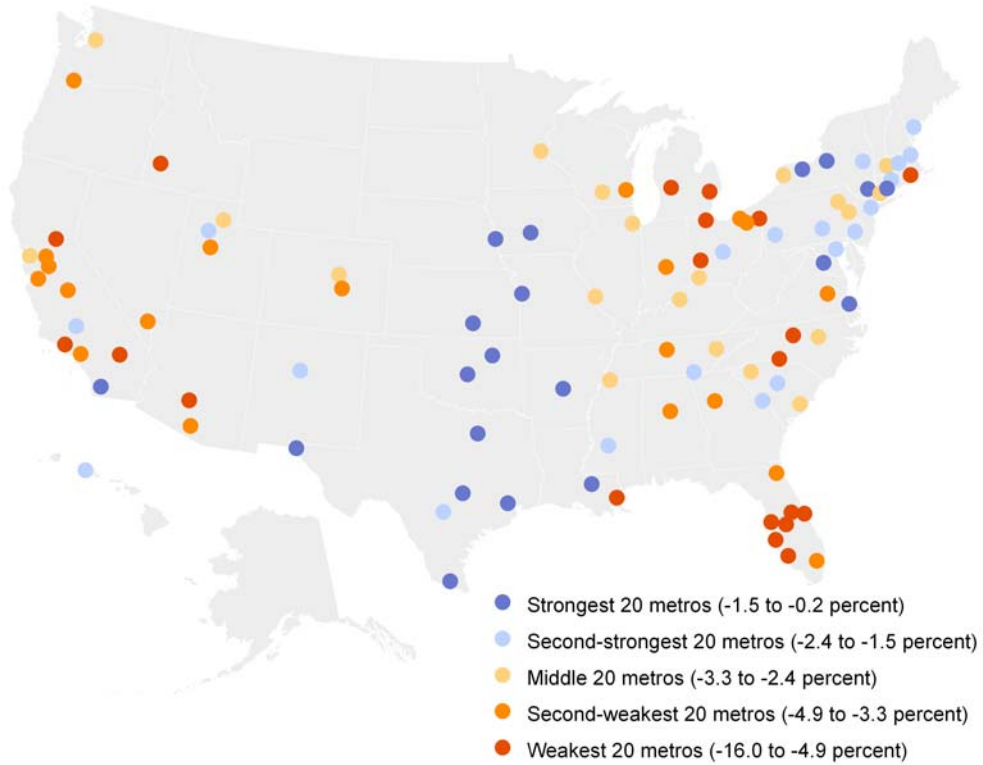 Strongest 20 metros (-1.5 to -0.2 percent)
Second-strongest 20 metros (-2.4 to -1.5 percent)
Middle 20 metros (-3.3 to -2.4 percent)
Second-weakest 20 metros (-4.9 to -3.3 percent)
Weakest 20 metros (-16.0 to -4.9 percent)